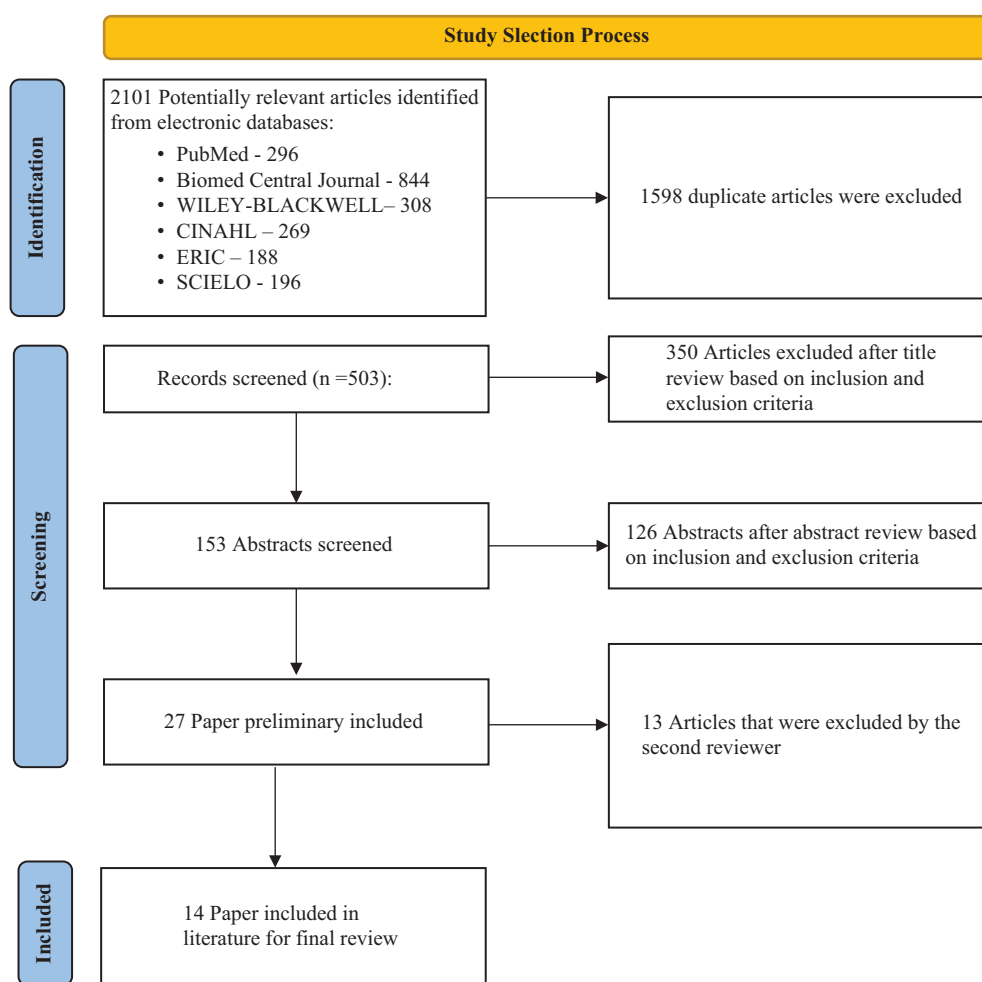 Study Slection Process
Identification
2101 Potentially relevant articles identified
from electronic databases:
• PubMed - 296
• Biomed Central Journal - 844
• WILEY-BLACKWELL– 308
• CINAHL – 269
• ERIC – 188
• SCIELO - 196
1598 duplicate articles were excluded
Screening
Records screened (n =503):
350 Articles excluded after title
review based on inclusion and
exclusion criteria
153 Abstracts screened
126 Abstracts after abstract review based
on inclusion and exclusion criteria
27 Paper preliminary included
13 Articles that were excluded by the
second reviewer
Included
14 Paper included in
literature for final review